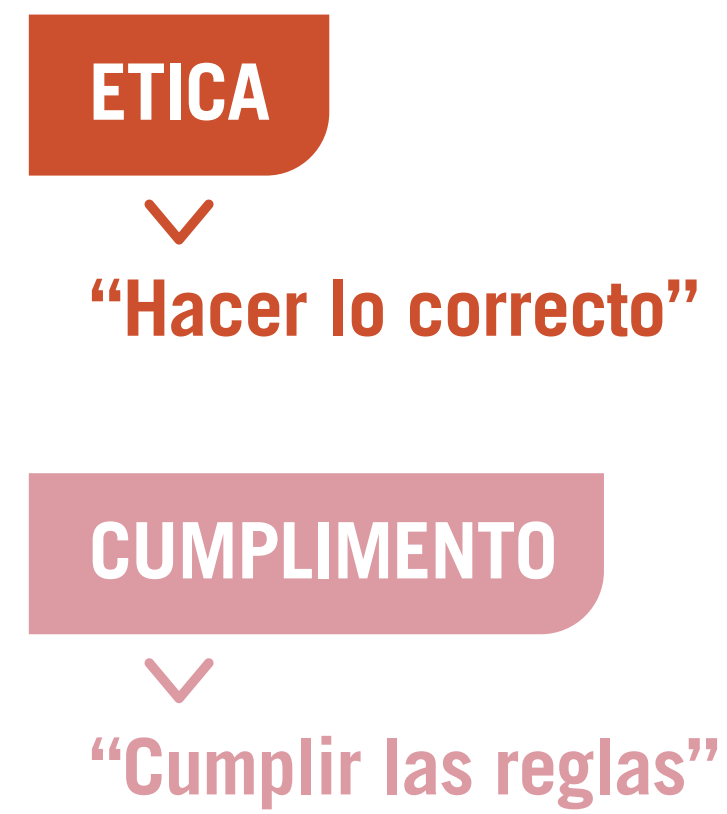 ETICA
“Hacer lo correcto”
CUMPLIMENTO
“Cumplir las reglas”